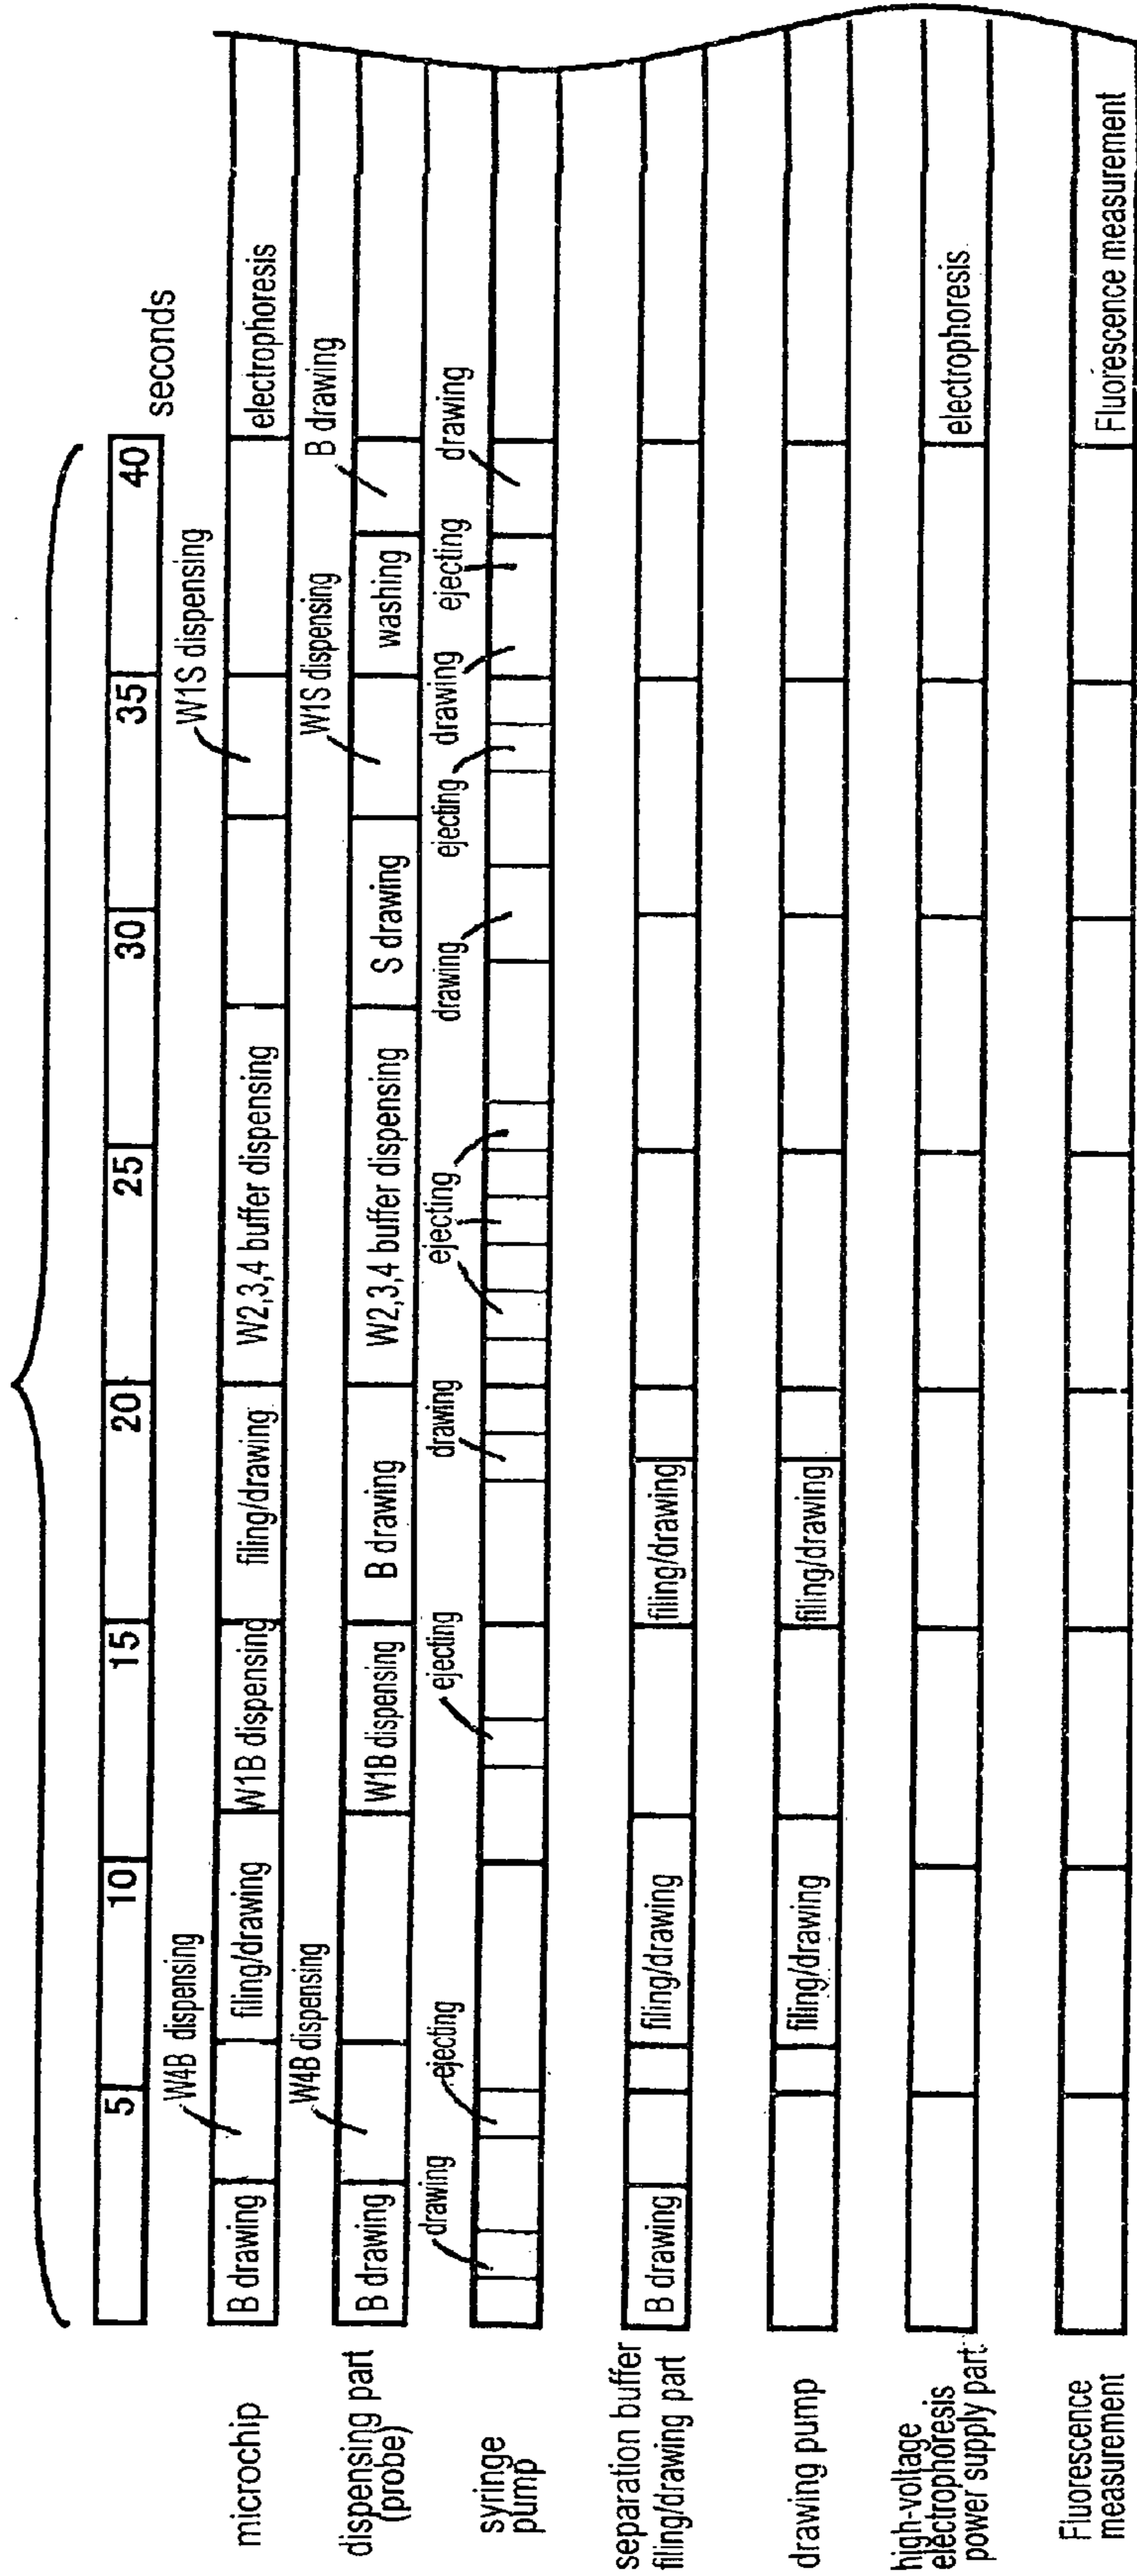 5 10 15 20 25 30 35 40
seconds
microchip
B drawing
W4B dispensing
filing/drawing
W1B dispensing
filing/drawing
W2,3,4 buffer dispensing
W1S dispensing
electrophoresis
dispensing part
(probe)
B drawing
W4B dispensing
W1B dispensing
B drawing
W2,3,4 buffer dispensing
S drawing
W1S dispensing
washing
B drawing
syringe
pump
drawing
ejecting
ejecting
drawing
ejecting
drawing
ejecting
drawing
ejecting
drawing
separation buffer
filing/drawing part
B drawing
filing/drawing
filing/drawing
drawing pump
filing/drawing
filing/drawing
high-voltage
electrophoresis
power supply part
electrophoresis
Fluorescence
measurement
Fluorescence measurement